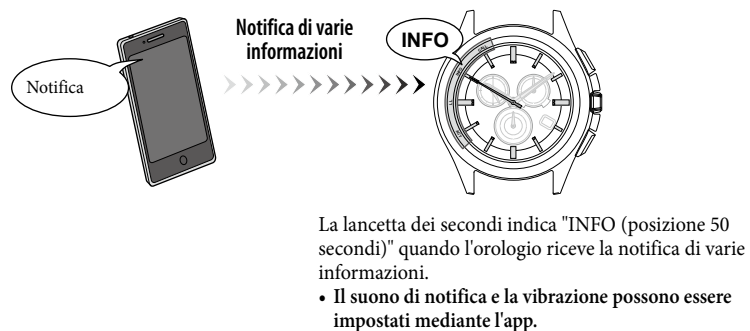 Notifica di varie
informazioni
INFO
Notifica
La lancetta dei secondi indica "INFO (posizione 50
secondi)" quando l'orologio riceve la notifica di varie
informazioni.
• Il suono di notifica e la vibrazione possono essere
impostati mediante l'app.